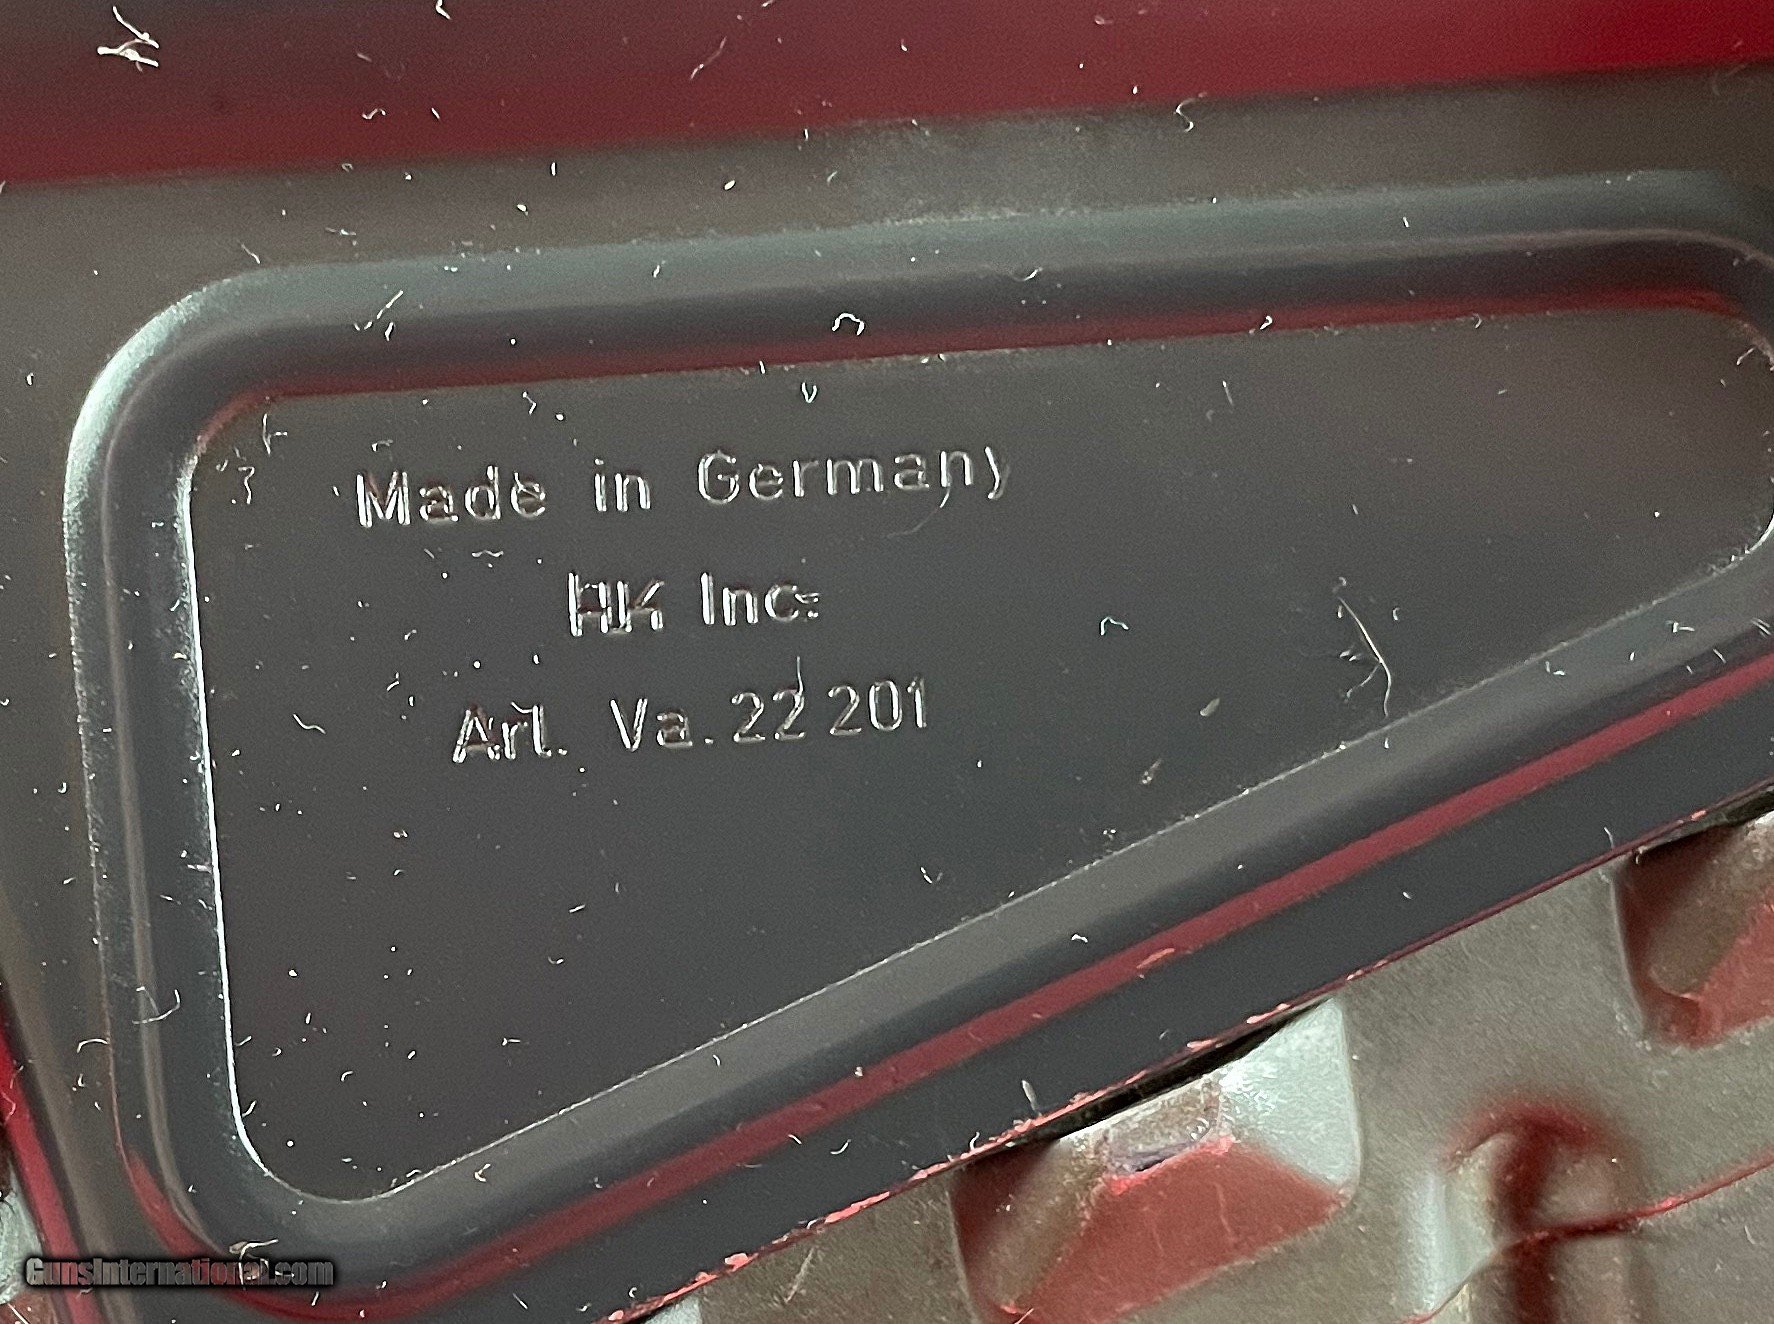 Made in Germany
HK Inc.
Arl. Va. 22 201
GunsInternational.com